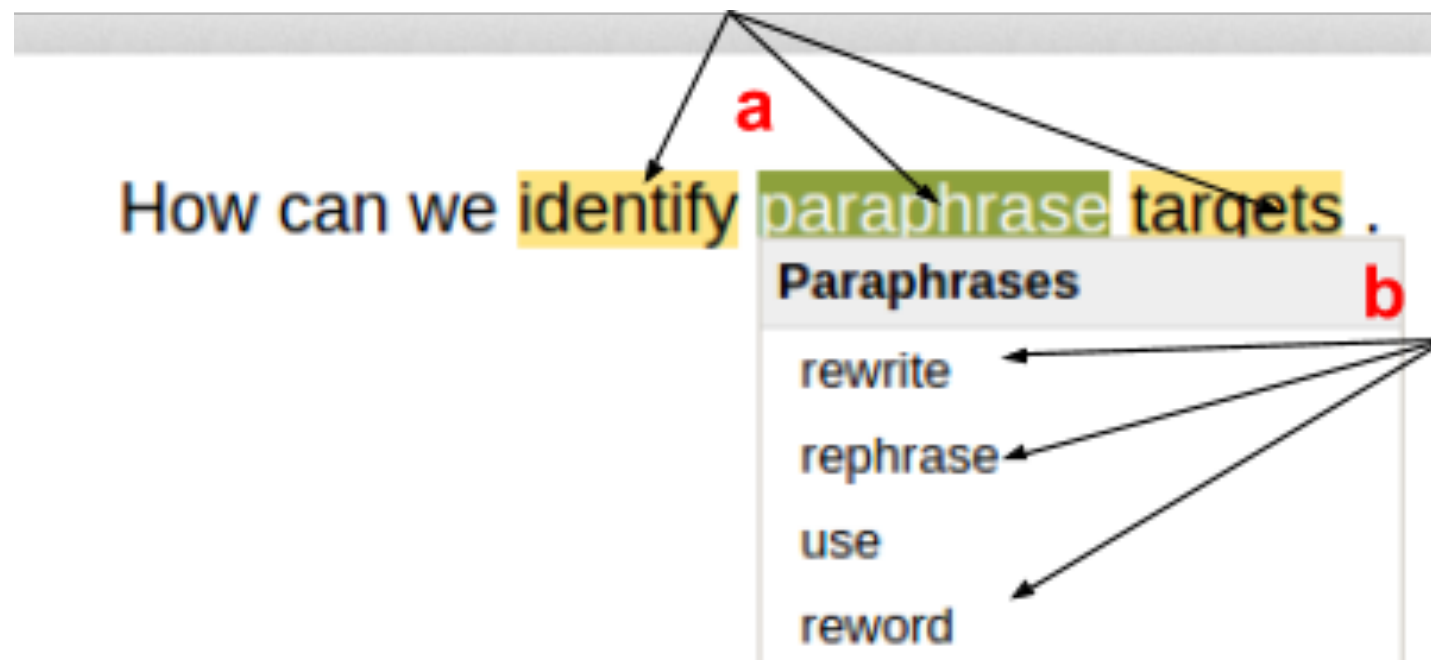 a
How can we identify paraphrase targets .
Paraphrases
b
rewrite
rephrase
use
reword